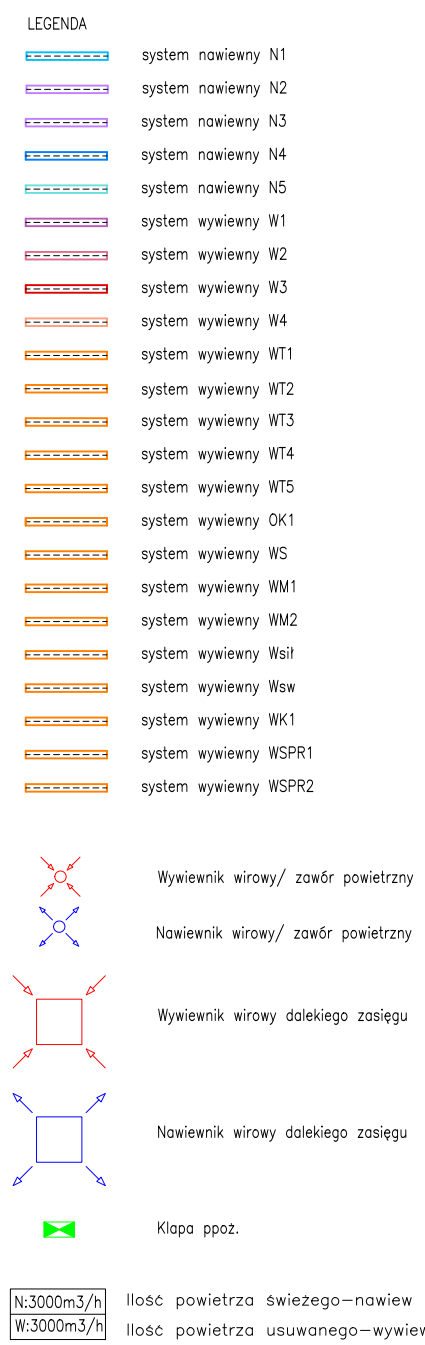 LEGENDA
system nawiewny N1
system nawiewny N2
system nawiewny N3
system nawiewny N4
system nawiewny N5
system wywiewny W1
system wywiewny W2
system wywiewny W3
system wywiewny W4
system wywiewny WT1
system wywiewny WT2
system wywiewny WT3
system wywiewny WT4
system wywiewny WT5
system wywiewny OK1
system wywiewny WS
system wywiewny WM1
system wywiewny WM2
system wywiewny Wsił
system wywiewny Wsw
system wywiewny WK1
system wywiewny WSPR1
system wywiewny WSPR2
Wywiewnik wirowy/ zawór powietrzny
Nawiewnik wirowy/ zawór powietrzny
Wywiewnik wirowy dalekiego zasięgu
Nawiewnik wirowy dalekiego zasięgu
Klapa ppoż.
N:3000m3/h Ilość powietrza świeżego-nawiew
W:3000m3/h Ilość powietrza usuwanego-wywiew